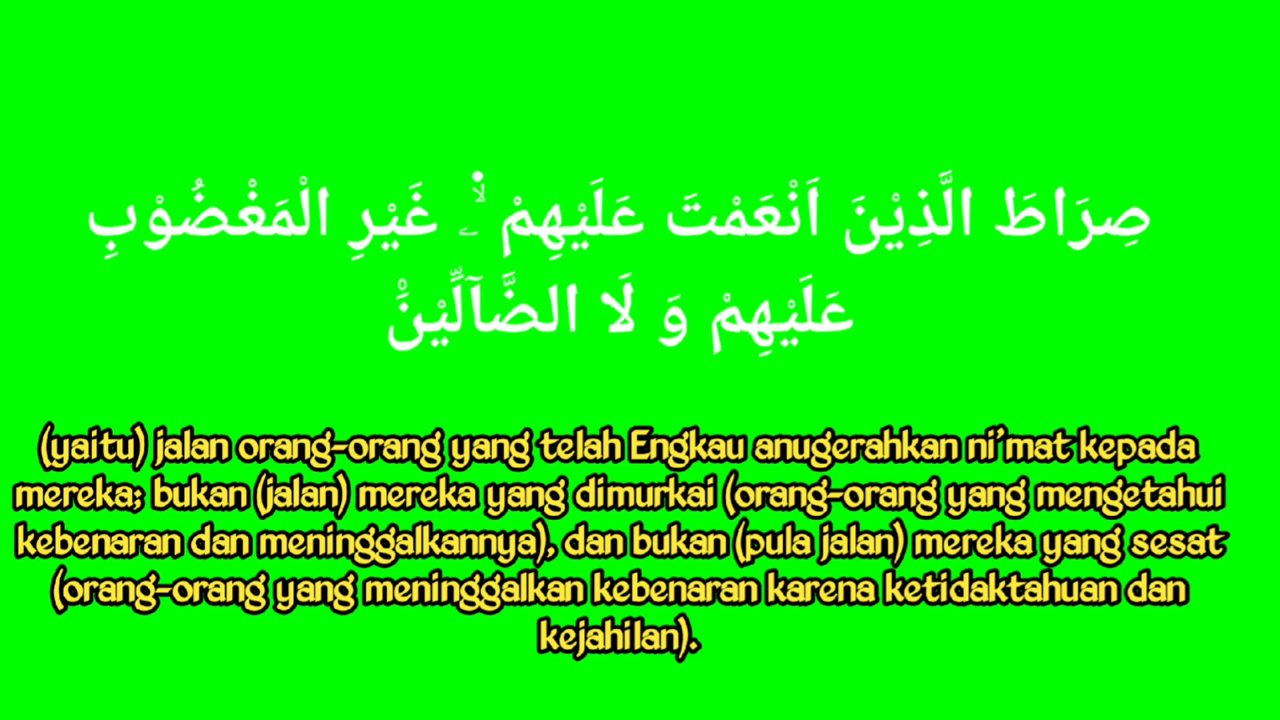 صِرَاطَ الَّذِيْنَ اَنْعَمْتَ عَلَيْهِمْ ۙ۬ ۦ غَيْرِ الْمَغْضُوْبِ
عَلَيْهِمْ وَ لَا الضَّآلِّيْنَ۠
(yaitu) jalan orang-orang yang telah Engkau anugerahkan ni'mat kepada
mereka; bukan (jalan) mereka yang dimurkai (orang-orang yang mengetahui
kebenaran dan meninggalkannya), dan bukan (pula jalan) mereka yang sesat
(orang-orang yang meninggalkan kebenaran karena ketidaktahuan dan
kejahilan).